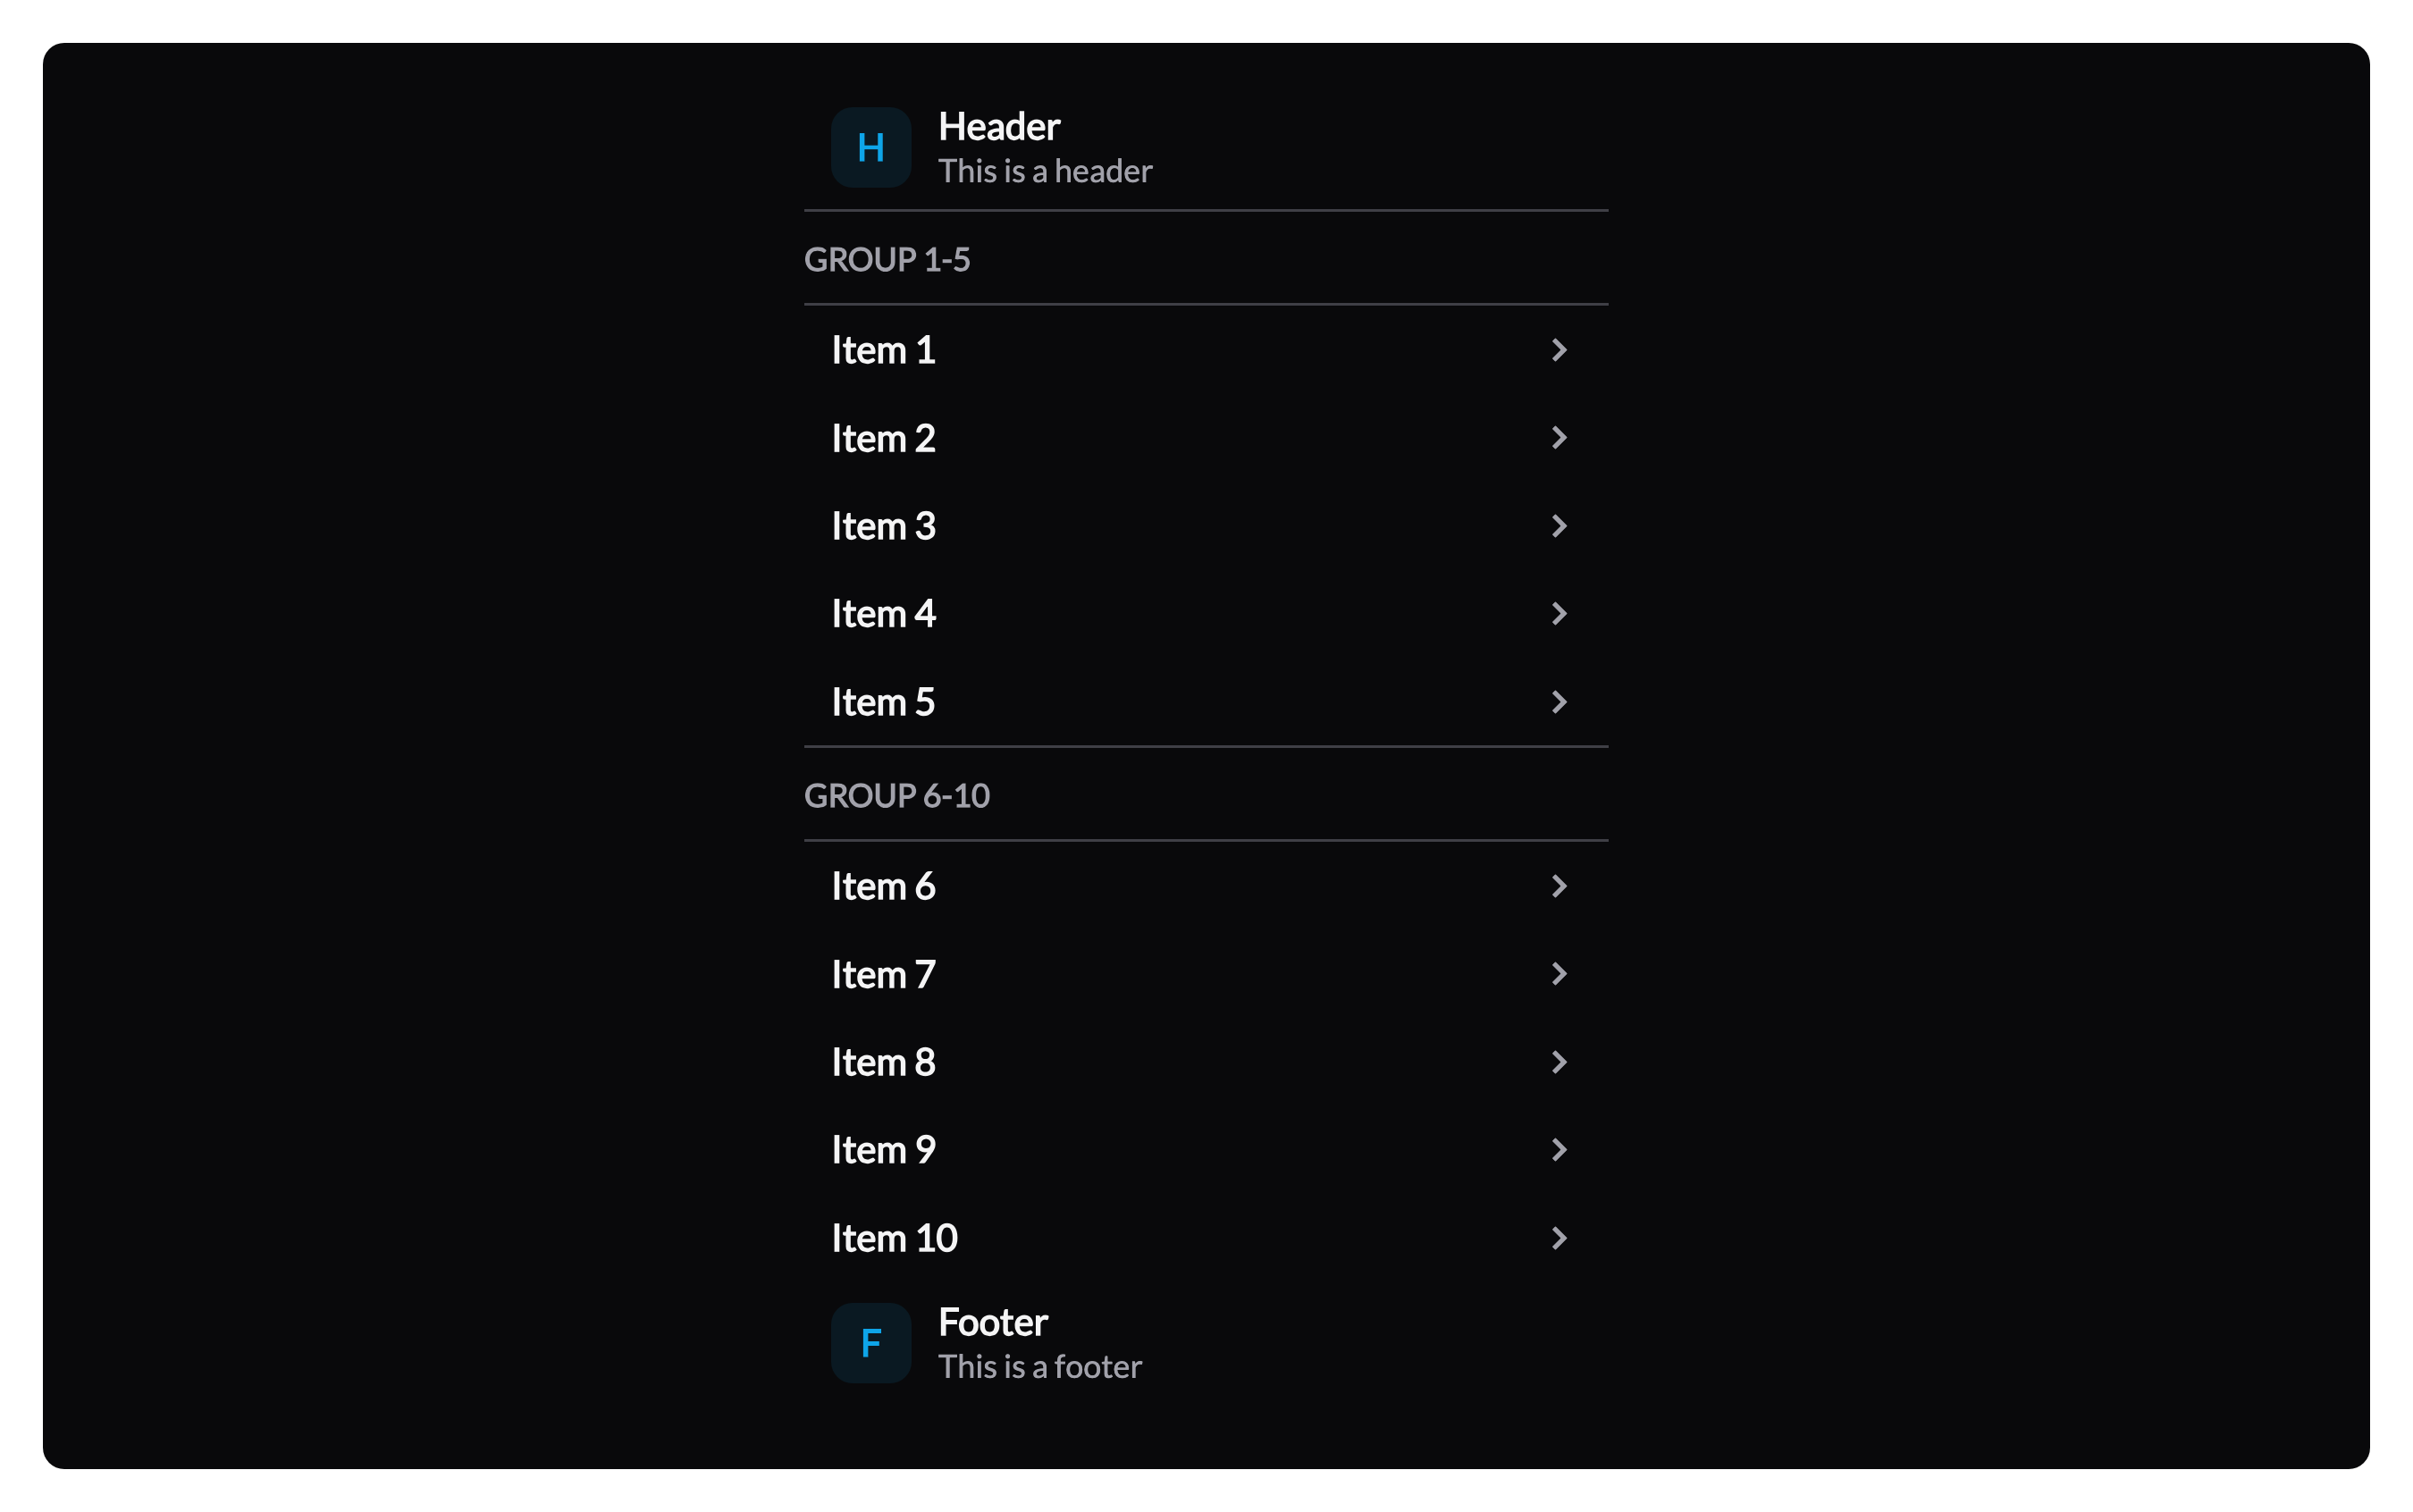 H
Header
This is a header
GROUP 1-5
Item 1
Item 2
Item 3
Item 4
Item 5
GROUP 6-10
Item 6
Item 7
Item 8
Item 9
Item 10
F
Footer
This is a footer